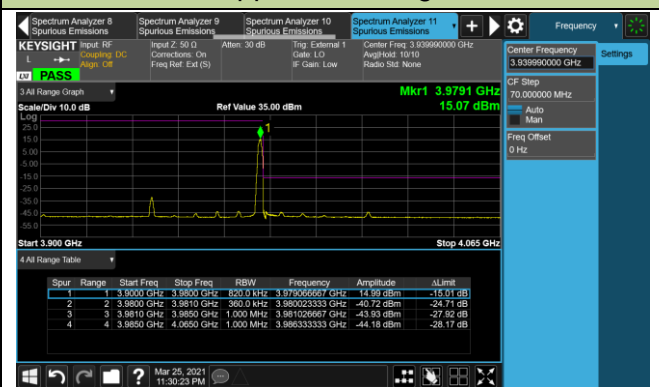 Spectrum Analyzer 8
Spurious Emissions
Spectrum Analyzer 9
Spurious Emissions
Spectrum Analyzer 10
Spurious Emissions
Spectrum Analyzer 11
Spurious Emissions
Frequency
KEYSIGHT
L
Input: RF
Coupling: DC
Align: Off
Input Z: 50 Ω
Corrections: On
Freq Ref: Ext (S)
Atten: 30 dB
Trig: External 1
Gate: LO
IF Gain: Low
Center Freq: 3.939990000 GHz
Avg|Hold: 10/10
Radio Std: None
LXI PASS
Center Frequency
3.939990000 GHz
Settings
CF Step
70.000000 MHz
Auto
Man
Freq Offset
0 Hz
3 All Range Graph
Mkr1 3.9791 GHz
15.07 dBm
Scale/Div 10.0 dB
Ref Value 35.00 dBm
Log
25.0
15.0
5.00
-5.00
-15.0
-25.0
-35.0
-45.0
-55.0
1
Start 3.900 GHz
Stop 4.065 GHz
4 All Range Table
Spur Range Start Freq Stop Freq RBW Frequency Amplitude ΔLimit
1 1 3.9000 GHz 3.9800 GHz 820.0 kHz 3.979066667 GHz 14.99 dBm -15.01 dB
2 2 3.9800 GHz 3.9810 GHz 360.0 kHz 3.980023333 GHz -40.72 dBm -24.71 dB
3 3 3.9810 GHz 3.9850 GHz 1.000 MHz 3.981026667 GHz -43.93 dBm -27.92 dB
4 4 3.9850 GHz 4.0650 GHz 1.000 MHz 3.986333333 GHz -44.18 dBm -28.17 dB
Mar 25, 2021
11:30:23 PM